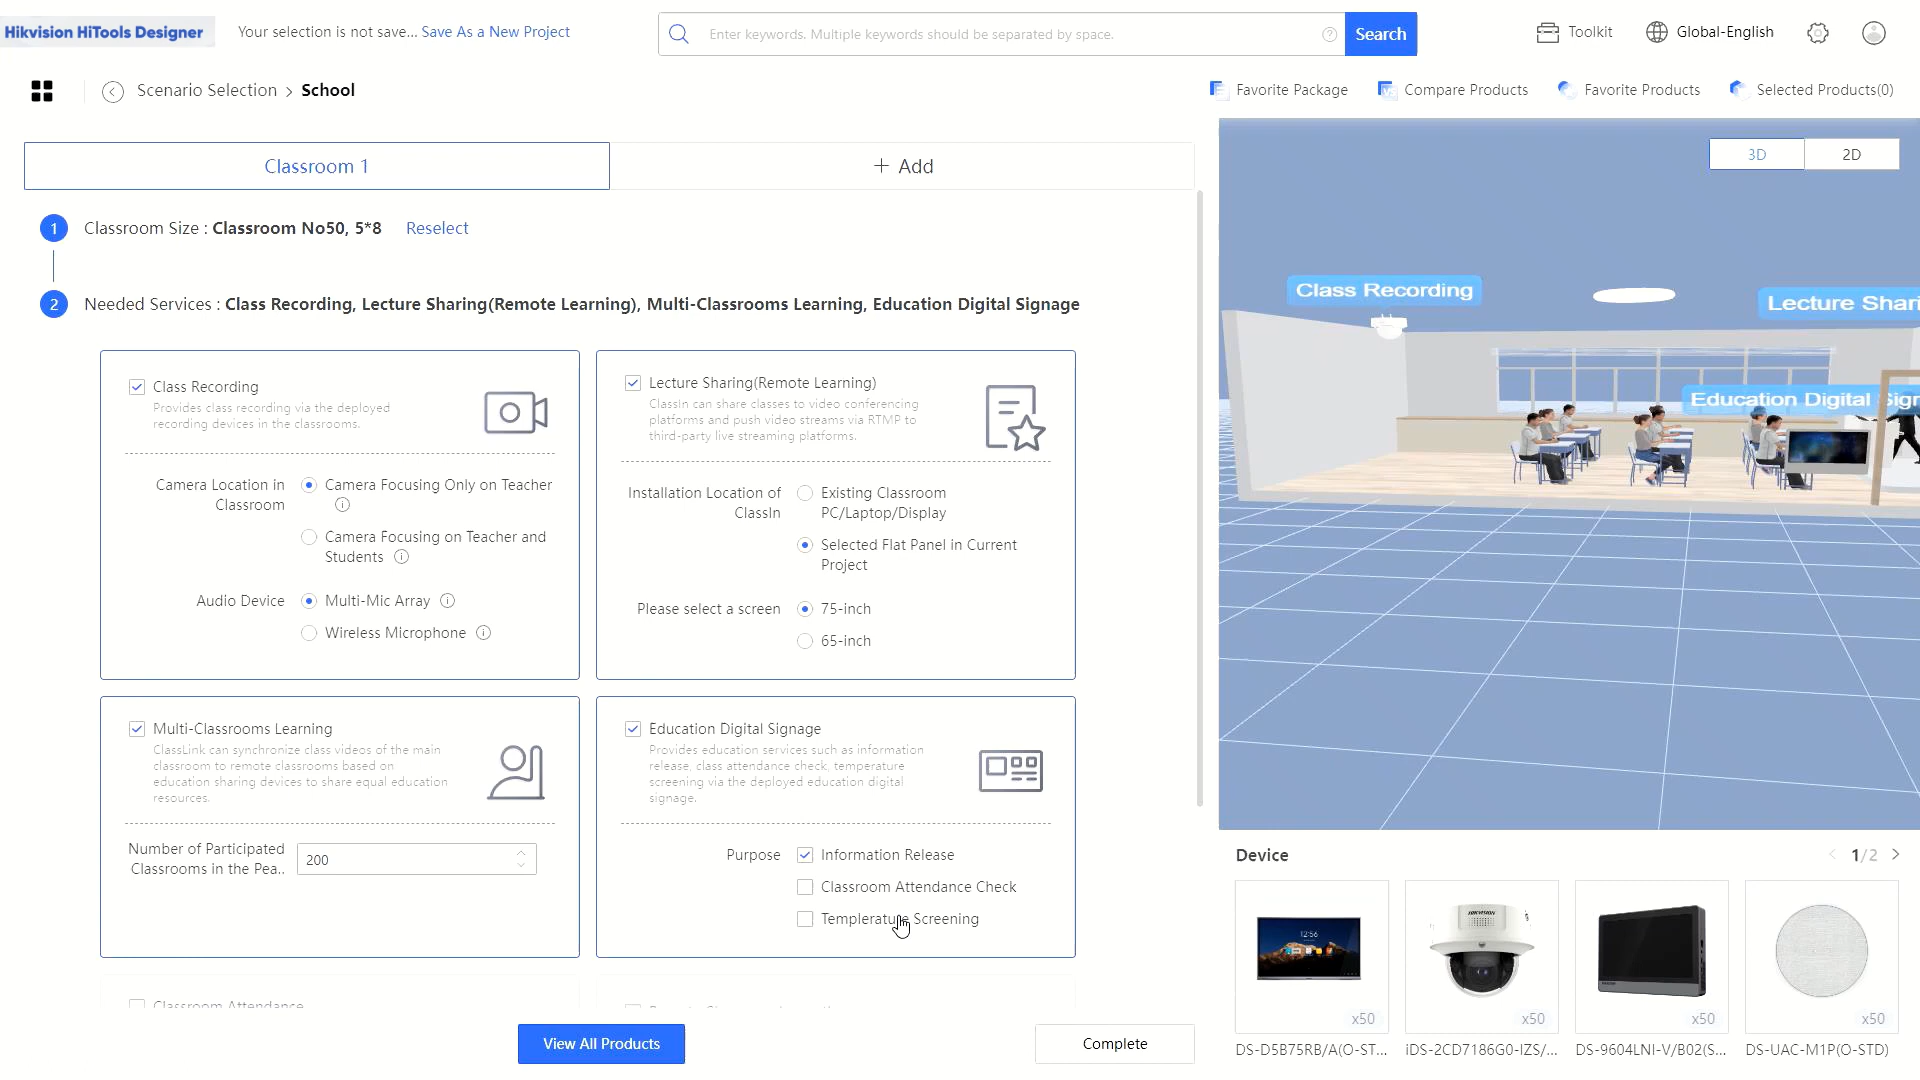 Hikvision HiTools Designer
Your selection is not save... Save As a New Project
Enter keywords. Multiple keywords should be separated by space.
Search
Toolkit
Global-English
Scenario Selection > School
Favorite Package
Compare Products
Favorite Products
Selected Products(0)
Classroom 1
+ Add
3D
2D
1 Classroom Size : Classroom No50, 5*8 Reselect
2 Needed Services : Class Recording, Lecture Sharing(Remote Learning), Multi-Classrooms Learning, Education Digital Signage
Class Recording
Provides class recording via the deployed
recording devices in the classrooms.
Camera Location in
Classroom
Camera Focusing Only on Teacher
Camera Focusing on Teacher and
Students
Audio Device
Multi-Mic Array
Wireless Microphone
Lecture Sharing(Remote Learning)
ClassIn can share classes to video conferencing
platforms and push video streams via RTMP to
third-party live streaming platforms.
Installation Location of
ClassIn
Existing Classroom
PC/Laptop/Display
Selected Flat Panel in Current
Project
Please select a screen
75-inch
65-inch
Multi-Classrooms Learning
ClassLink can synchronize class videos of the main
classroom to remote classrooms based on
education sharing devices to share equal education
resources.
Number of Participated
Classrooms in the Pea..
200
Education Digital Signage
Provides education services such as information
release, class attendance check, temperature
screening via the deployed education digital
signage.
Purpose
Information Release
Classroom Attendance Check
Templerature Screening
Classroom Attendance
View All Products
Complete
Class Recording
Lecture Shari
Education Digital Sign
Device
1/2
HIKVISION
12:56
x50
x50
x50
x50
DS-D5B75RB/A(O-ST...
iDS-2CD7186G0-IZS/...
DS-9604LNI-V/B02(S...
DS-UAC-M1P(O-STD)